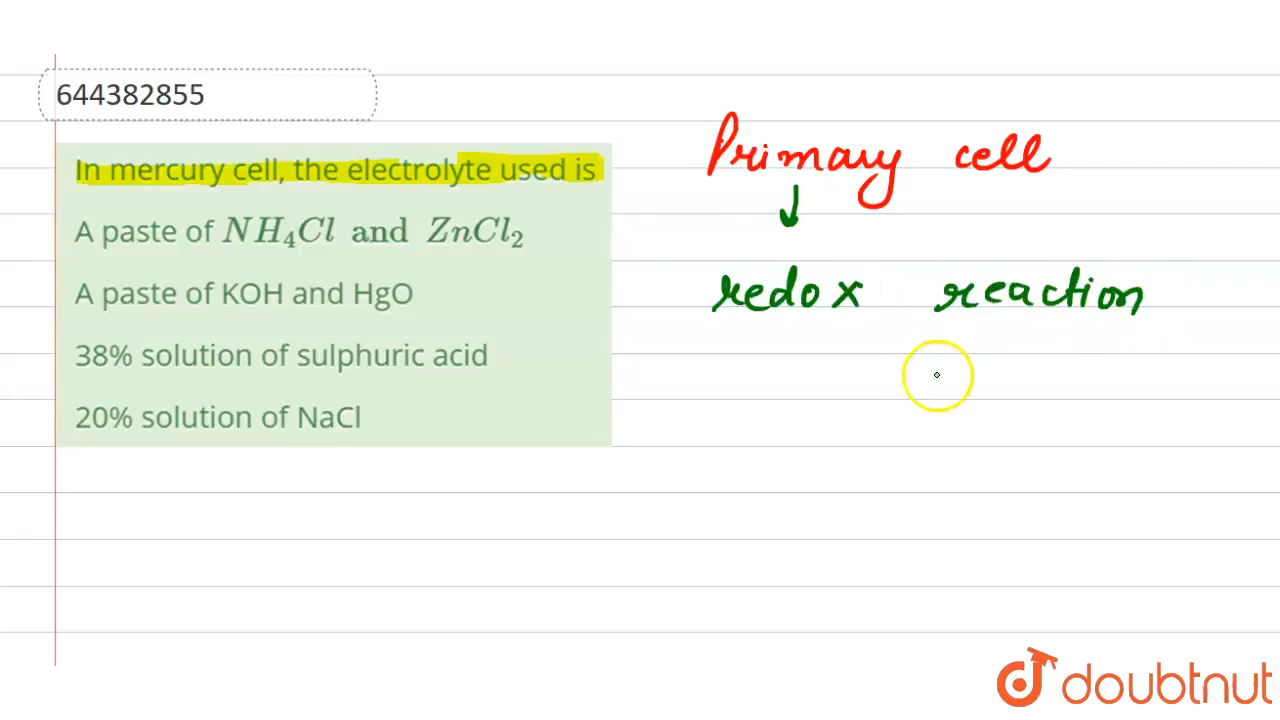 644382855
In mercury cell, the electrolyte used is
A paste of NH₄Cl and ZnCl₂
A paste of KOH and HgO
38% solution of sulphuric acid
20% solution of NaCl
Primary cell
↓
redox reaction
doubtnut